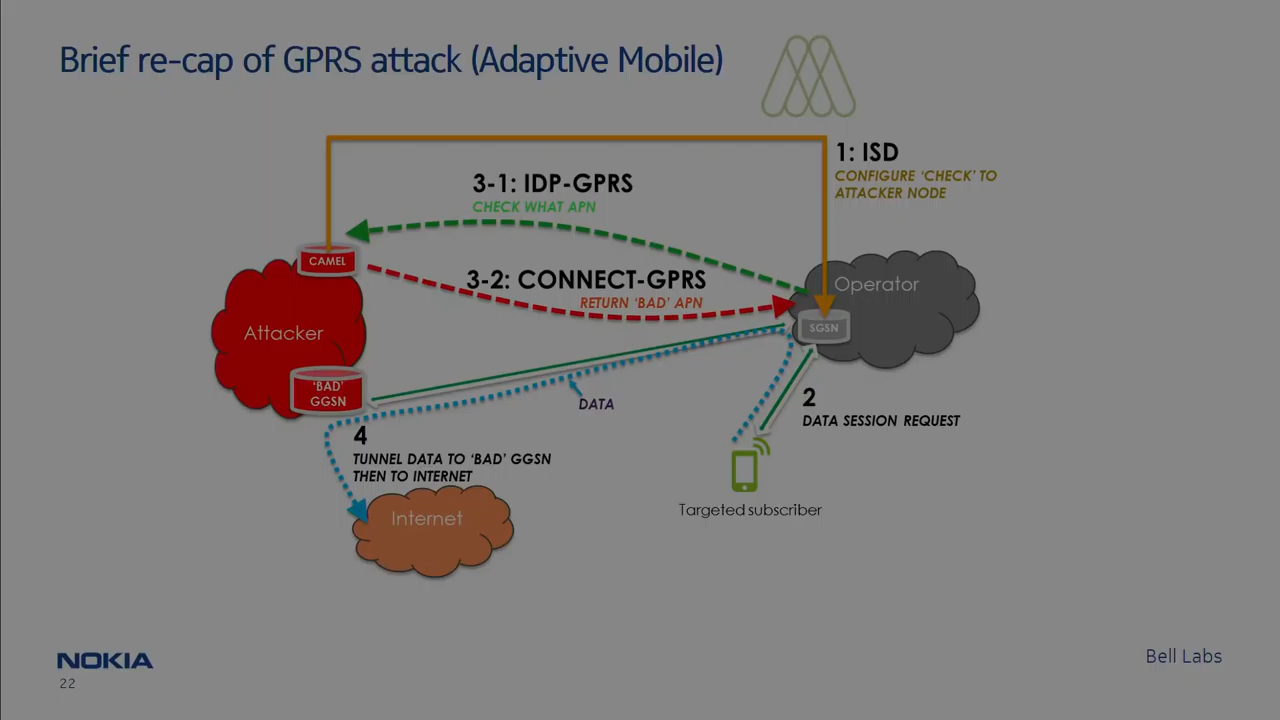 Brief re-cap of GPRS attack (Adaptive Mobile)
1: ISD
CONFIGURE ‘CHECK’ TO
ATTACKER NODE
3-1: IDP-GPRS
CHECK WHAT APN
CAMEL
3-2: CONNECT-GPRS
RETURN ‘BAD’ APN
Operator
SGSN
Attacker
‘BAD’
GGSN
DATA
2
DATA SESSION REQUEST
4
TUNNEL DATA TO ‘BAD’ GGSN
THEN TO INTERNET
Internet
Targeted subscriber
NOKIA
22
Bell Labs